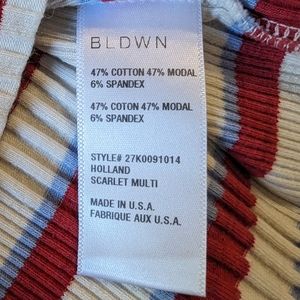 BLDWN
47% COTTON 47% MODAL
6% SPANDEX
47% COTON 47% MODAL
6% SPANDEX
STYLE# 27K0091014
HOLLAND
SCARLET MULTI
MADE IN U.S.A.
FABRIQUE AUX U.S.A.